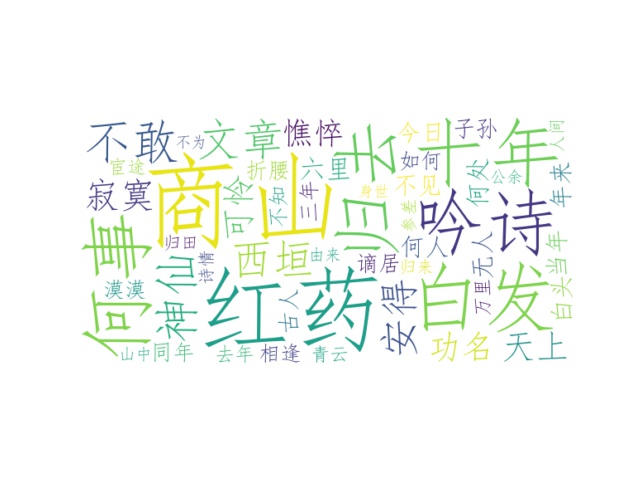 不敢
不为
文章
憔悴
今日
子孙
人间
归去
十年
宦途
折腰
六里
如何
何处
公余
年来
商山
寂寞
可怜
不知
三年
身世
不见
参差
吟诗
何事
归田
神仙
诗情
西垣
由来
谪居
何人
归来
万里
无人
当年
白头
漠漠
红药
古人
安得
白发
山中
同年
去年
相逢
青云
功名
天上